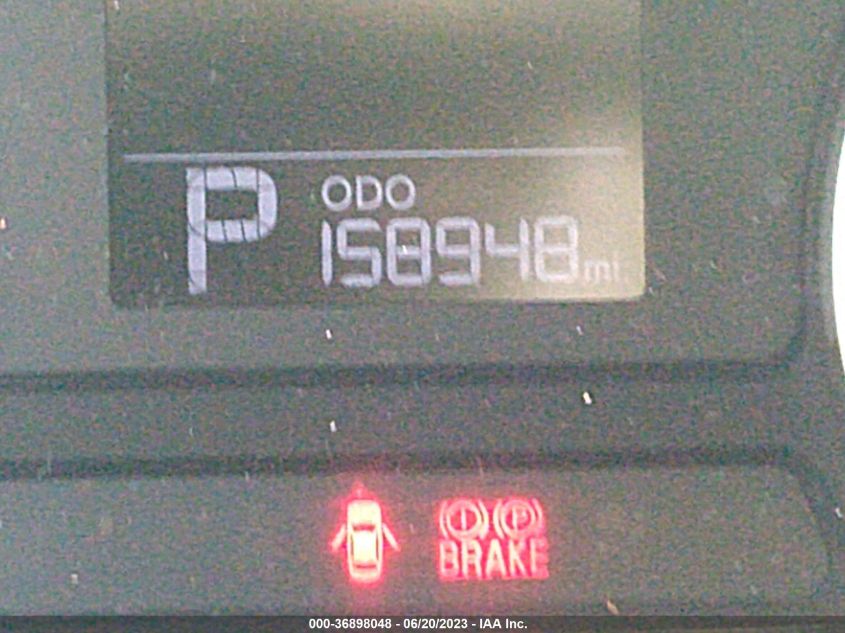 P
ODO
158948 mi
(!) (P)
BRAKE
000-36898048 - 06/20/2023 - IAA Inc.